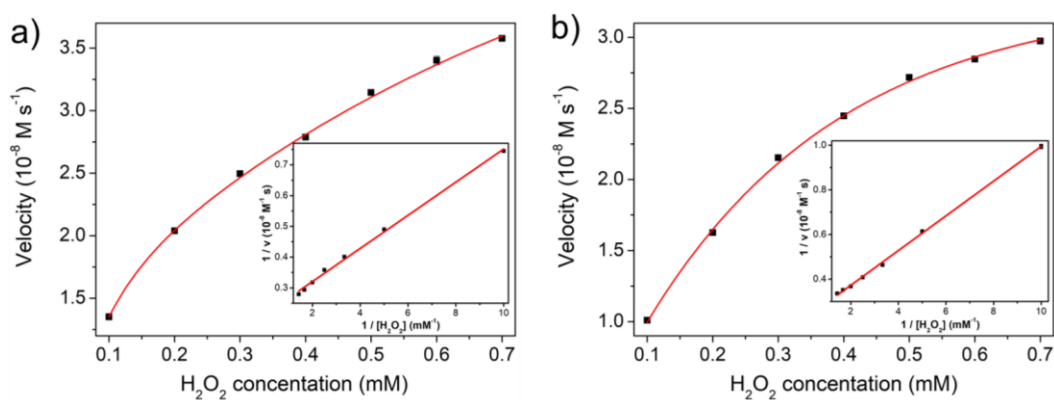 a)
Velocity (10⁻⁸ M s⁻¹)
3.5
3.0
2.5
2.0
1.5
0.1 0.2 0.3 0.4 0.5 0.6 0.7
H₂O₂ concentation (mM)
1 / v (10⁻⁸ M⁻¹ s)
0.7
0.5
0.4
0.3
2 4 6 8 10
1 / [H₂O₂] (mM⁻¹)
b)
Velocity (10⁻⁸ M s⁻¹)
3.0
2.5
2.0
1.5
1.0
0.1 0.2 0.3 0.4 0.5 0.6 0.7
H₂O₂ concentation (mM)
1 / v (10⁻⁸ M⁻¹ s)
1.0
0.8
0.6
0.4
2 4 6 8 10
1 / [H₂O₂] (mM⁻¹)